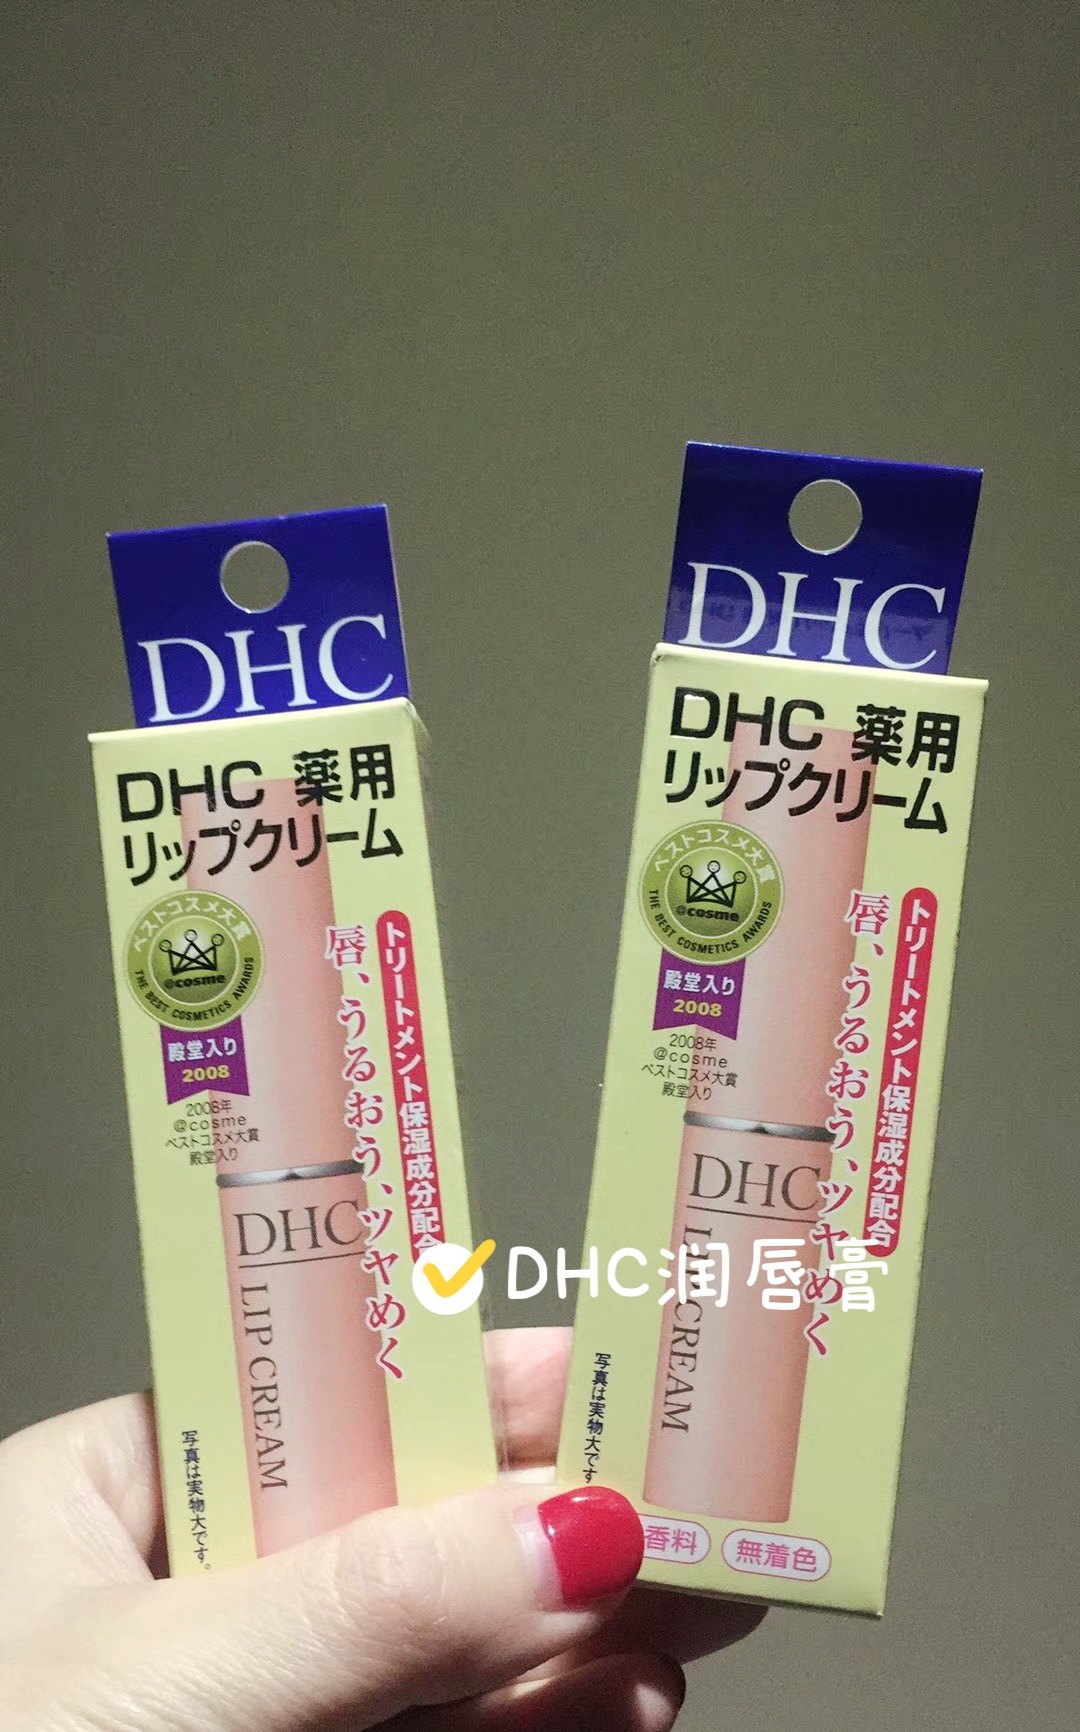 DHC
DHC 薬用
リップクリーム
ベストコスメ大賞
@cosme
THE BEST COSMETICS AWARDS
殿堂入り
2008
2008年
@cosme
ベストコスメ大賞
殿堂入り
トリートメント保湿成分配合
唇、うるおう、ツヤめく
DHC
LIP CREAM
写真は実物大です。
DHC
DHC 薬用
リップクリーム
ベストコスメ大賞
@cosme
THE BEST COSMETICS AWARDS
殿堂入り
2008
2008年
@cosme
ベストコスメ大賞
殿堂入り
トリートメント保湿成分配合
唇、うるおう、ツヤめく
DHC
LIP CREAM
写真は実物大です
香料
無着色
DHC润唇膏